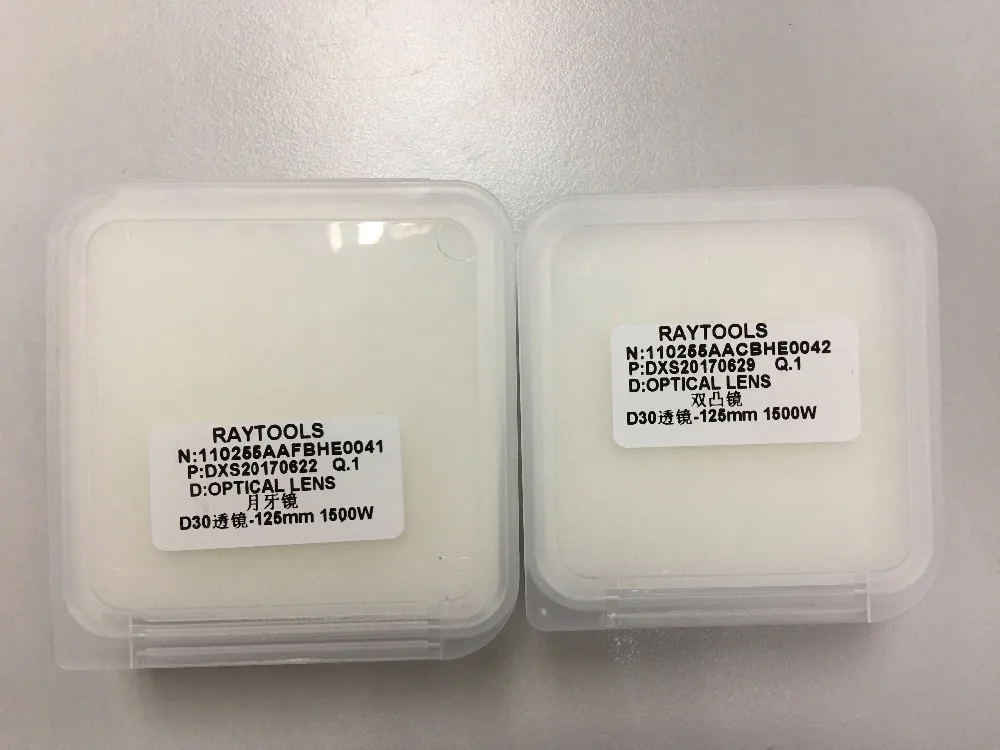 RAYTOOLS
N:110255AAFBHE0041
P:DXS20170622 Q.1
D:OPTICAL LENS
月牙镜
D30透镜-125mm 1500W
RAYTOOLS
N:110255AACBHE0042
P:DXS20170629 Q.1
D:OPTICAL LENS
双凸镜
D30透镜-125mm 1500W